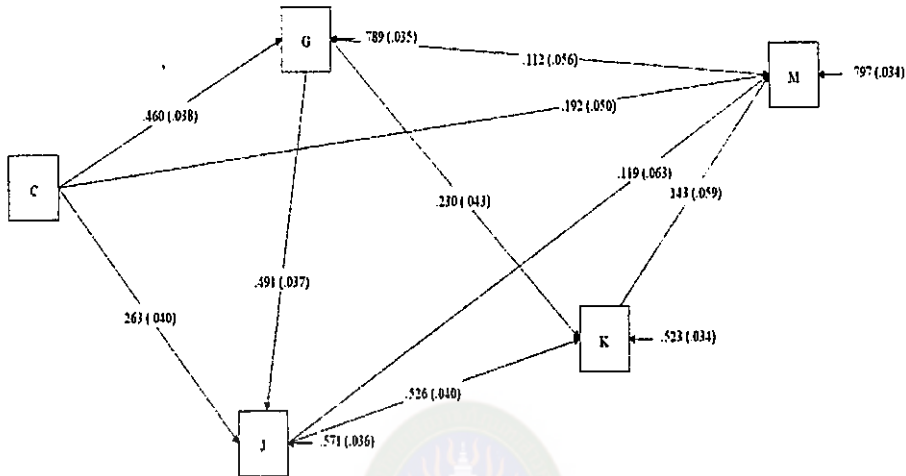 G
.789 (.035)
.112 (.056)
M
.797 (.034)
.460 (.038)
.192 (.050)
.119 (.063)
.143 (.059)
C
.230 (.043)
.491 (.037)
.263 (.040)
K
.523 (.034)
.526 (.040)
J
.571 (.036)